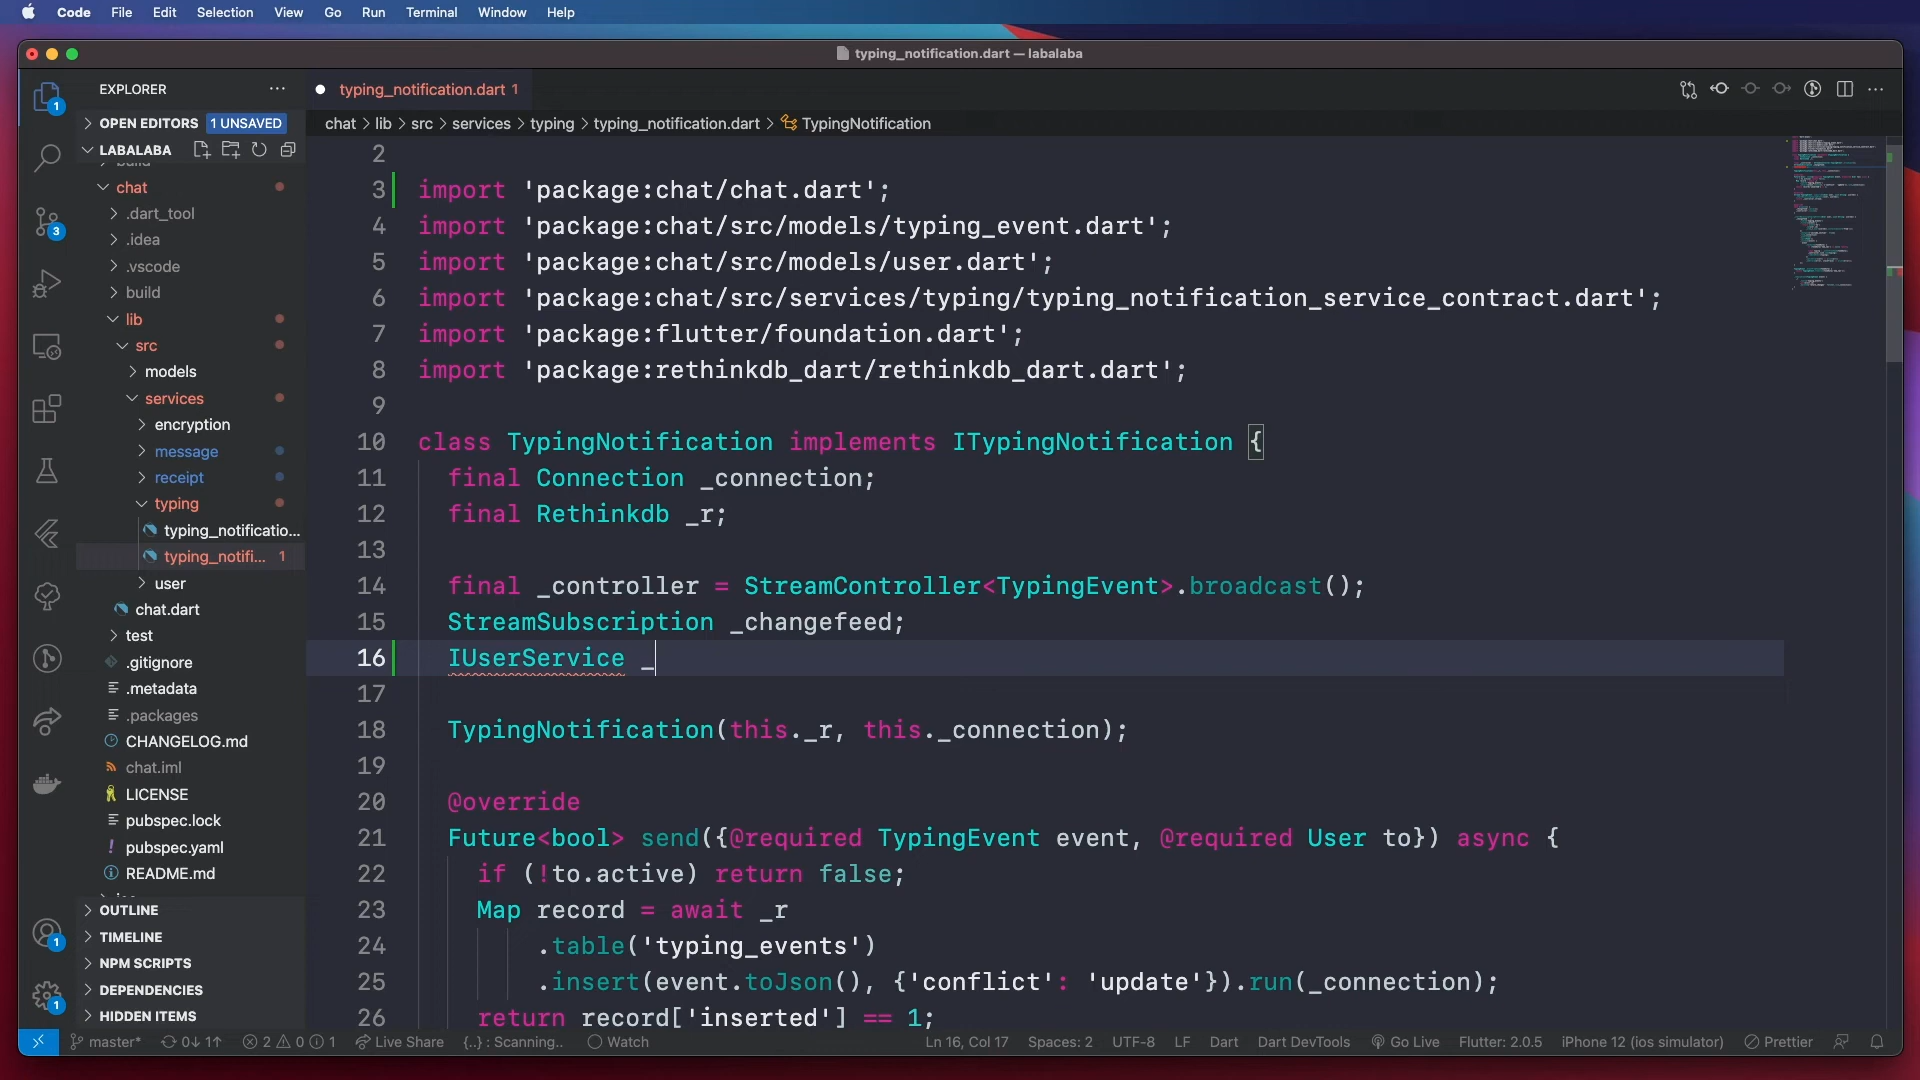 Code File Edit Selection View Go Run Terminal Window Help
typing_notification.dart — labalaba
EXPLORER
typing_notification.dart 1
OPEN EDITORS 1 UNSAVED
chat > lib > src > services > typing > typing_notification.dart > TypingNotification
LABALABA
build
chat
.dart_tool
.idea
.vscode
build
lib
src
models
services
encryption
message
receipt
typing
typing_notificatio...
typing_notifi... 1
user
chat.dart
test
.gitignore
.metadata
.packages
CHANGELOG.md
chat.iml
LICENSE
pubspec.lock
pubspec.yaml
README.md
OUTLINE
TIMELINE
NPM SCRIPTS
DEPENDENCIES
HIDDEN ITEMS
1
3
1
1
2
3 import 'package:chat/chat.dart';
4 import 'package:chat/src/models/typing_event.dart';
5 import 'package:chat/src/models/user.dart';
6 import 'package:chat/src/services/typing/typing_notification_service_contract.dart';
7 import 'package:flutter/foundation.dart';
8 import 'package:rethinkdb_dart/rethinkdb_dart.dart';
9
10 class TypingNotification implements ITypingNotification {
11 final Connection _connection;
12 final Rethinkdb _r;
13
14 final _controller = StreamController<TypingEvent>.broadcast();
15 StreamSubscription _changefeed;
16 IUserService _
17
18 TypingNotification(this._r, this._connection);
19
20 @override
21 Future<bool> send({@required TypingEvent event, @required User to}) async {
22 if (!to.active) return false;
23 Map record = await _r
24 .table('typing_events')
25 .insert(event.toJson(), {'conflict': 'update'}).run(_connection);
26 return record['inserted'] == 1;
master* 0↓ 1↑ 2 0 1 Live Share {..} : Scanning.. Watch Ln 16, Col 17 Spaces: 2 UTF-8 LF Dart Dart DevTools Go Live Flutter: 2.0.5 iPhone 12 (ios simulator) Prettier